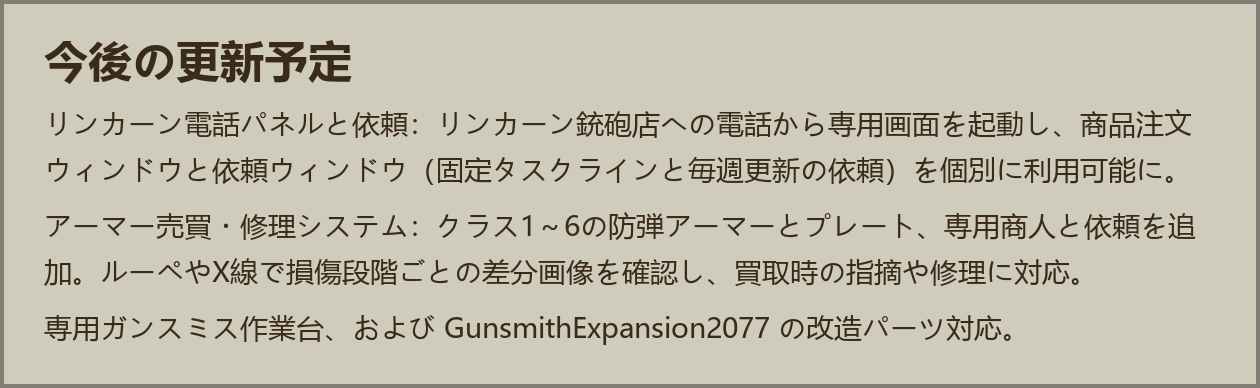 今後の更新予定
リンカーン電話パネルと依頼：リンカーン銃砲店への電話から専用画面を起動し、商品注文
ウィンドウと依頼ウィンドウ（固定タスクラインと毎週更新の依頼）を個別に利用可能に。
アーマー売買・修理システム：クラス1～6の防弾アーマーとプレート、専用商人と依頼を追
加。ルーペやX線で損傷段階ごとの差分画像を確認し、買取時の指摘や修理に対応。
専用ガンスミス作業台、および GunsmithExpansion2077 の改造パーツ対応。